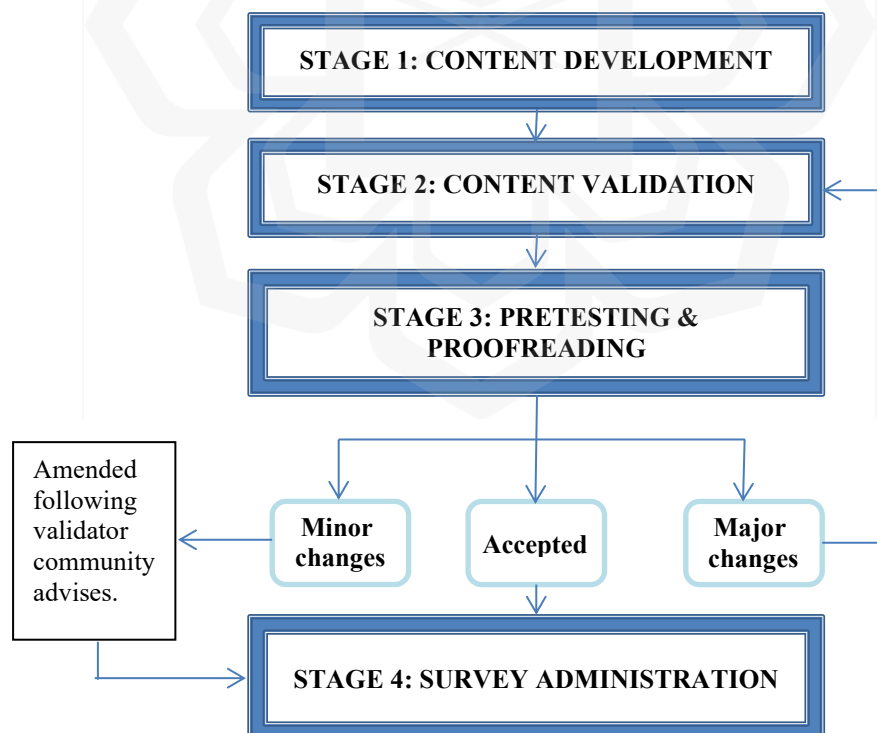 STAGE 1: CONTENT DEVELOPMENT
STAGE 2: CONTENT VALIDATION
STAGE 3: PRETESTING &
PROOFREADING
Amended
following
validator
community
advises.
Minor
changes
Accepted
Major
changes
STAGE 4: SURVEY ADMINISTRATION